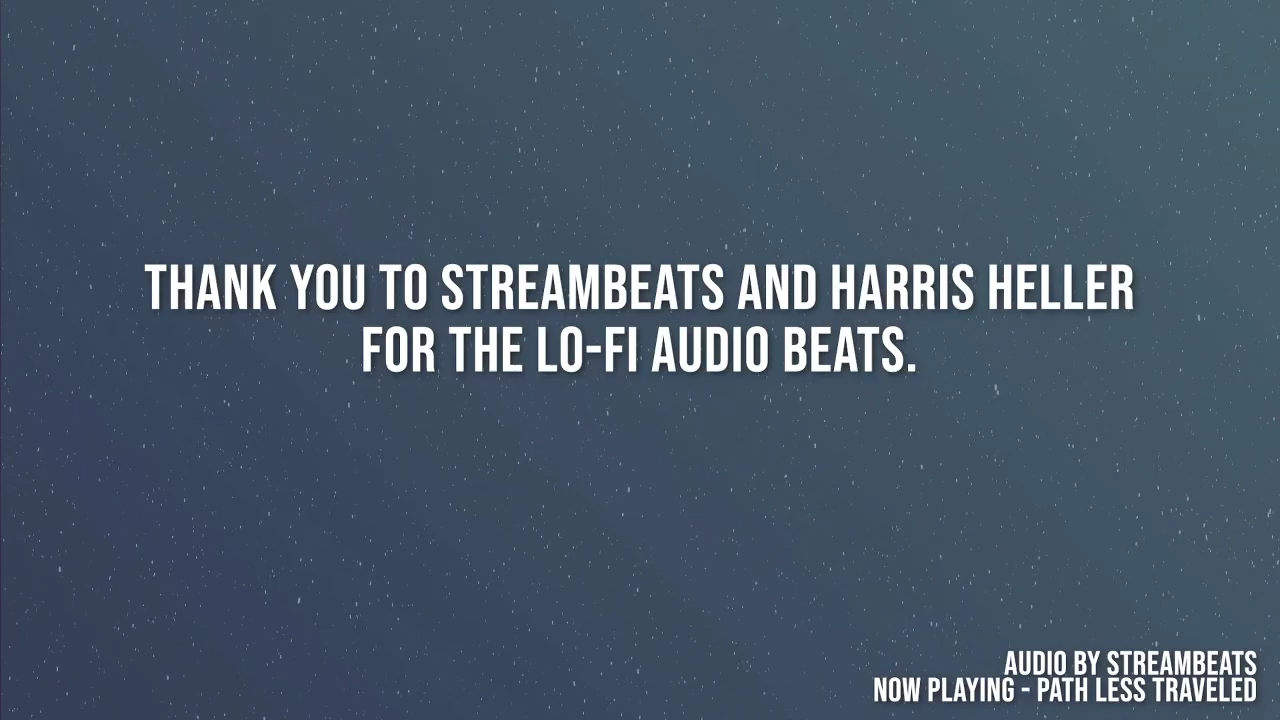 THANK YOU TO STREAMBEATS AND HARRIS HELLER
FOR THE LO-FI AUDIO BEATS.
AUDIO BY STREAMBEATS
NOW PLAYING - PATH LESS TRAVELED